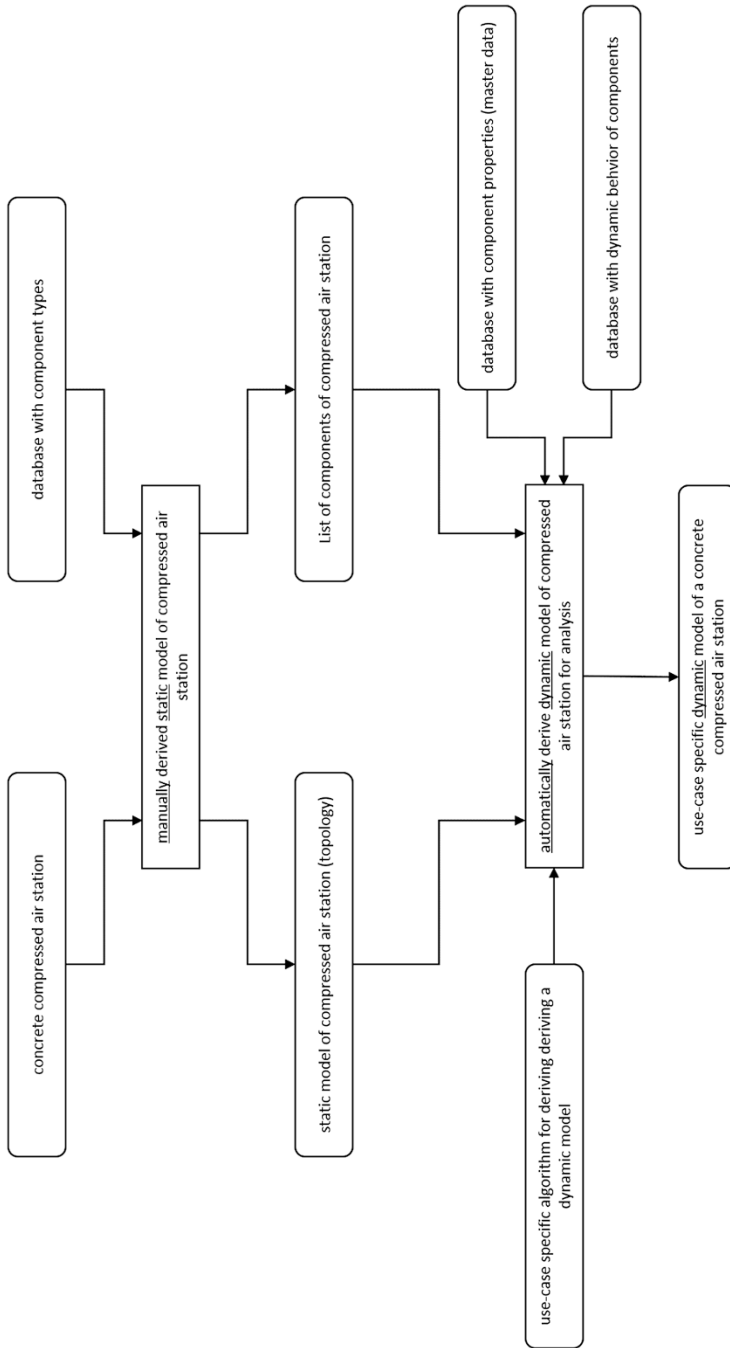 concrete compressed air station
database with component types
manually derived static model of compressed air
station
static model of compressed air station (topology)
List of components of compressed air station
use-case specific algorithm for deriving deriving a
dynamic model
automatically derive dynamic model of compressed
air station for analysis
database with component properties (master data)
database with dynamic behvior of components
use-case specific dynamic model of a concrete
compressed air station